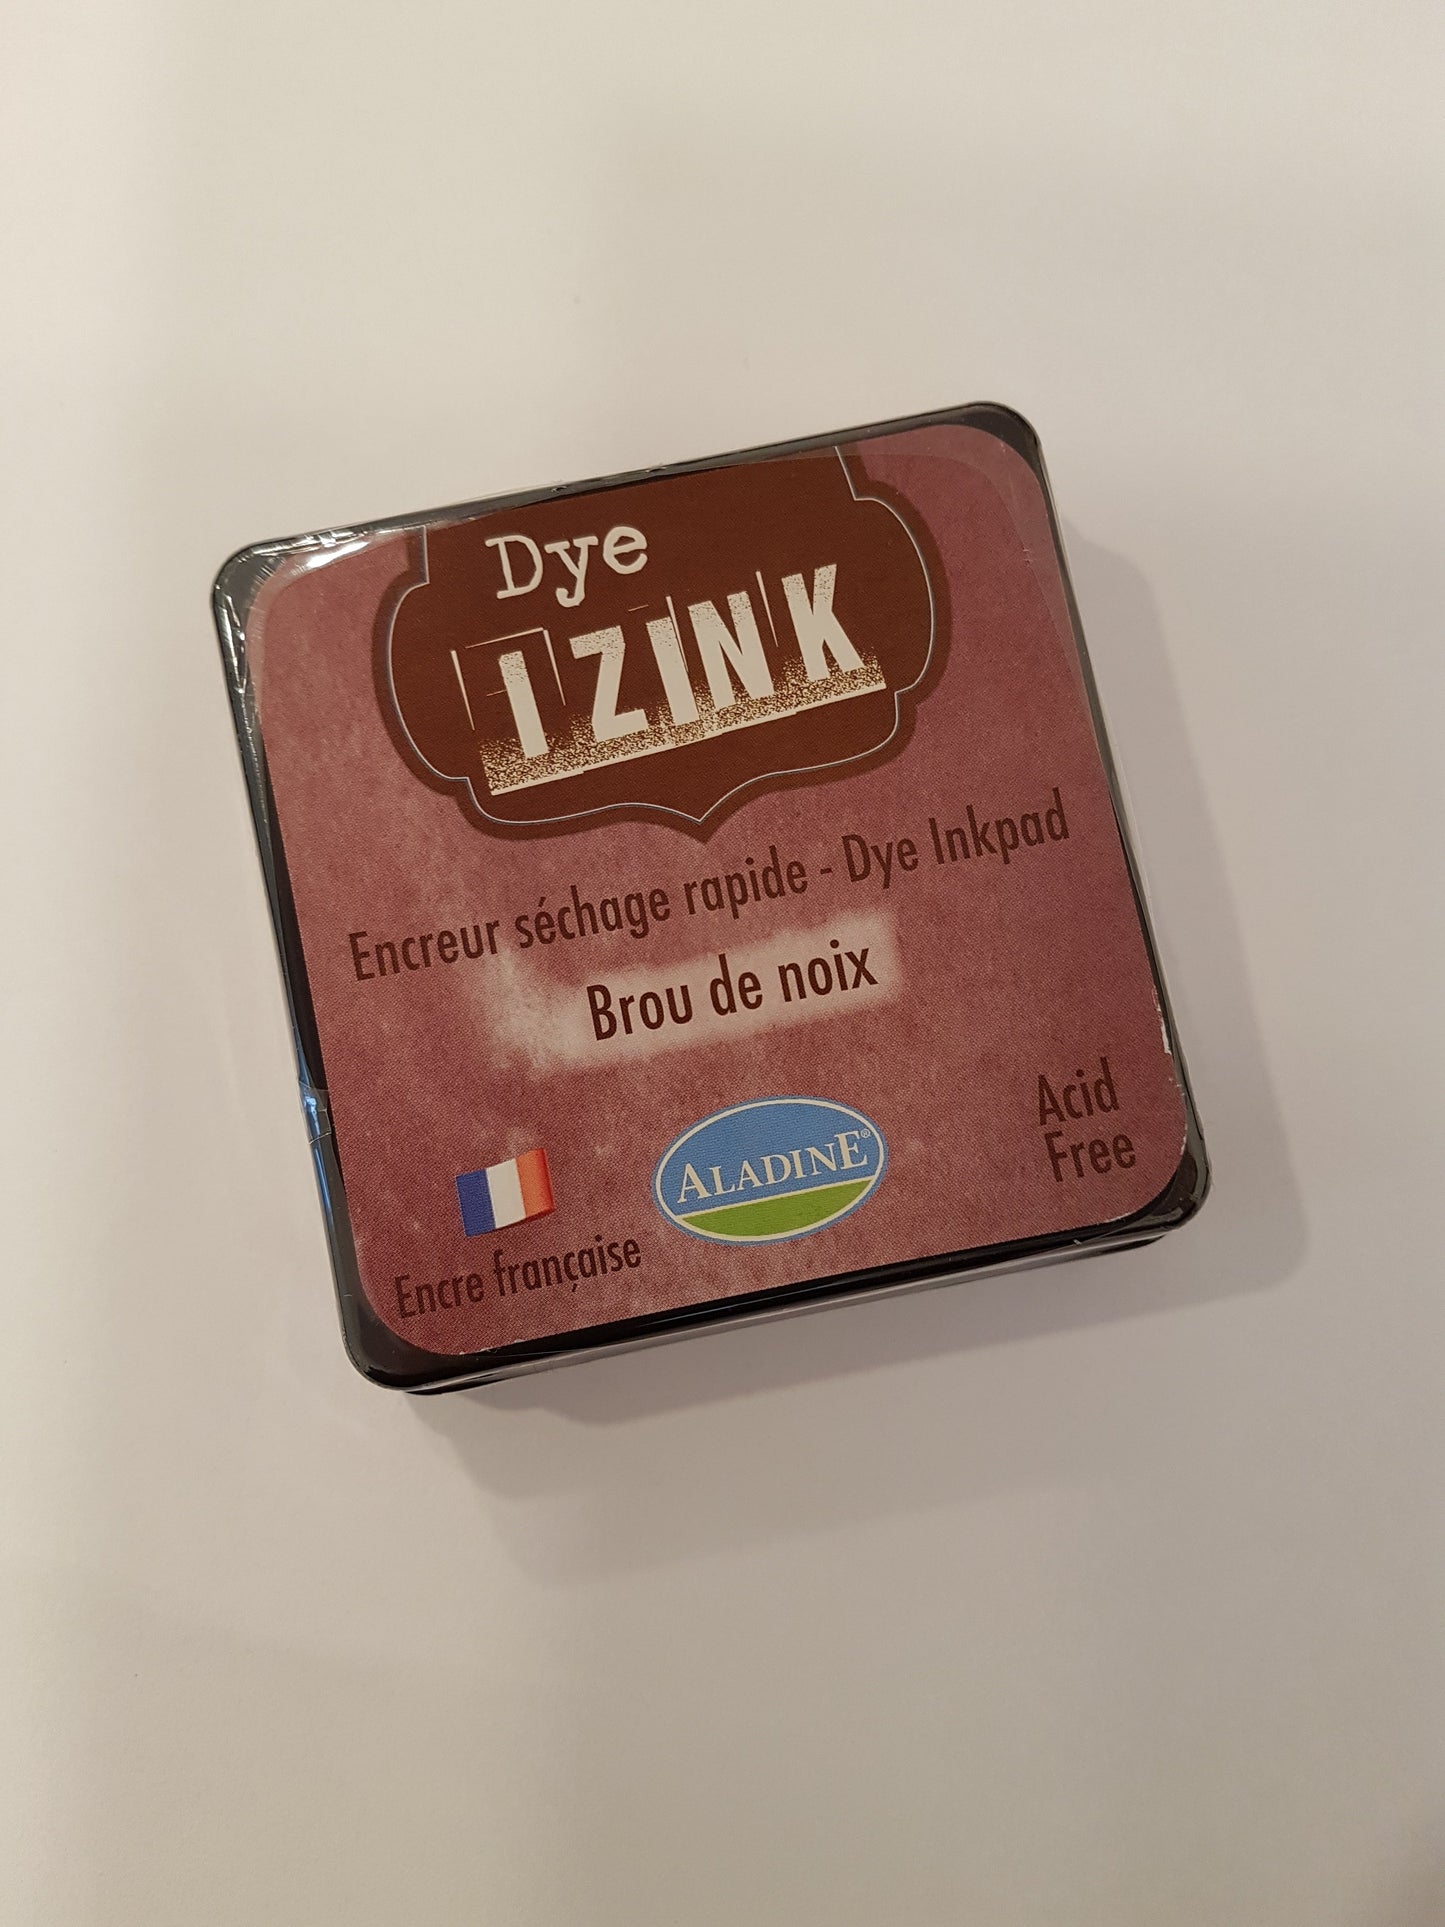 Dye
IZINK
Encreur séchage rapide - Dye Inkpad
Brou de noix
Acid
Free
ALADINE®
Encre française